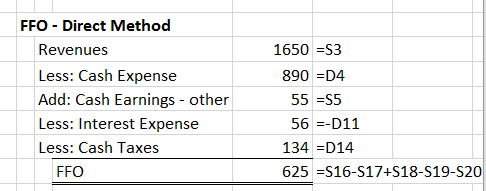 FFO - Direct Method
Revenues 1650 =S3
Less: Cash Expense 890 =D4
Add: Cash Earnings - other 55 =S5
Less: Interest Expense 56 =-D11
Less: Cash Taxes 134 =D14
FFO 625 =S16-S17+S18-S19-S20